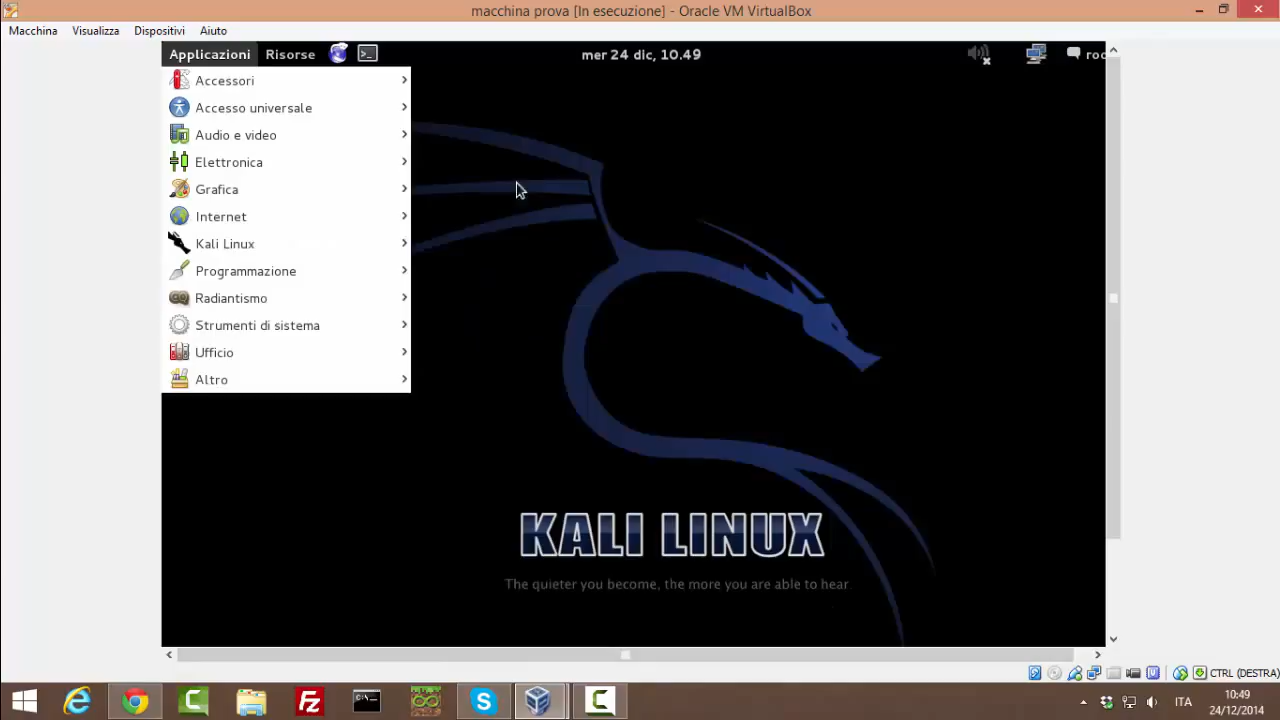 macchina prova [In esecuzione] - Oracle VM VirtualBox
Macchina Visualizza Dispositivi Aiuto
Applicazioni Risorse mer 24 dic, 10.49 roo
Accessori
Accesso universale
Audio e video
Elettronica
Grafica
Internet
Kali Linux
Programmazione
Radiantismo
Strumenti di sistema
Ufficio
Altro
KALI LINUX
The quieter you become, the more you are able to hear.
CTRL (DESTRA)
ITA
10:49
24/12/2014